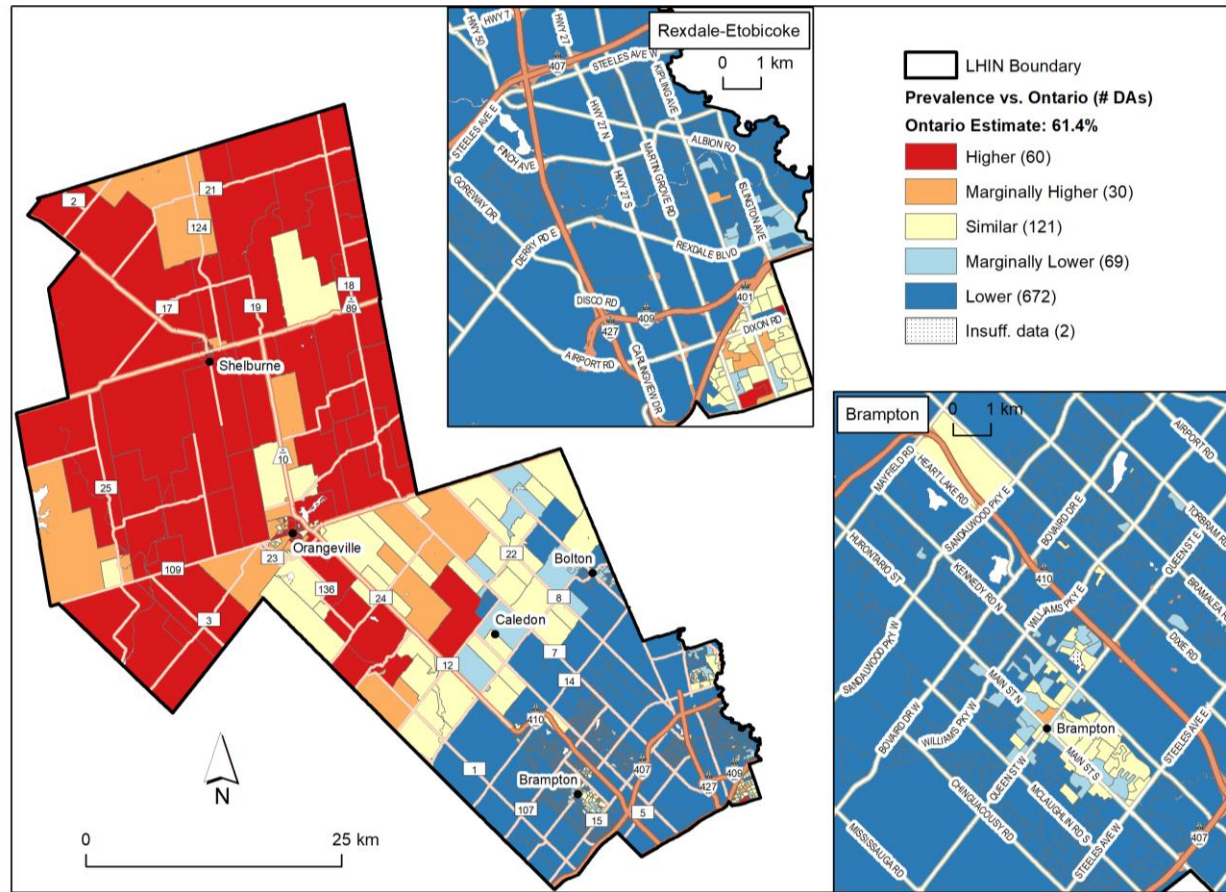 Rexdale-Etobicoke
0 1 km
HWY 7
HWY 50
HWY 27
407
STEELES AVE W
KIPLING AVE
STEELES AVE E
FINCH AVE
HWY 27 N
MARTIN GROVE RD
ALBION RD
GOREWAY DR
ISLINGTON AVE
HWY 27 S
DERRY RD E
REXDALE BLVD
DISCO RD
401
409
427
DIXON RD
AIRPORT RD
CARLINGVIEW DR
LHIN Boundary
Prevalence vs. Ontario (# DAs)
Ontario Estimate: 61.4%
Higher (60)
Marginally Higher (30)
Similar (121)
Marginally Lower (69)
Lower (672)
Insuff. data (2)
2
21
124
18
17
19
89
Shelburne
10
25
Orangeville
23
109
22
Bolton
136
24
8
3
Caledon
12
7
14
410
1
407
409
427
Brampton
107
15
5
N
0 25 km
Brampton
0 1 km
AIRPORT RD
MAYFIELD RD
HEART LAKE RD
SANDALWOOD PKY E
BOVAIRD DR E
TORBRAM RD
QUEEN ST E
HURONTARIO ST
KENNEDY RD N
410
BRAMALEA RD
WILLIAMS PKY E
DIXIE RD
SANDALWOOD PKY W
MAIN ST N
BOVAIRD DR W
WILLIAMS PKY W
Brampton
STEELES AVE E
QUEEN ST W
MAIN ST S
CHINGUACOUSY RD
MCLAUGHLIN RD S
STEELES AVE W
MISSISSAUGA RD
407